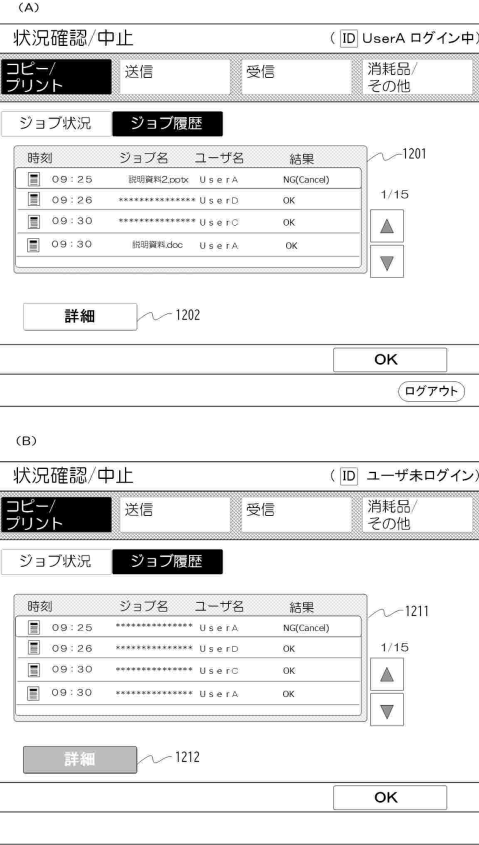 (A)
状況確認/中止 ( ID UserA ログイン中)
コピー/
プリント 送信 受信 消耗品/
その他
ジョブ状況 ジョブ履歴
時刻 ジョブ名 ユーザ名 結果 1201
09:25 説明資料2.potx UserA NG(Cancel)
1/15
09:26 *************** UserD OK
09:30 *************** UserC OK
09:30 説明資料.doc UserA OK
詳細 1202
OK
ログアウト
(B)
状況確認/中止 ( ID ユーザ未ログイン)
コピー/
プリント 送信 受信 消耗品/
その他
ジョブ状況 ジョブ履歴
時刻 ジョブ名 ユーザ名 結果 1211
09:25 *************** UserA NG(Cancel)
09:26 *************** UserD OK 1/15
09:30 *************** UserC OK
09:30 *************** UserA OK
詳細 1212
OK